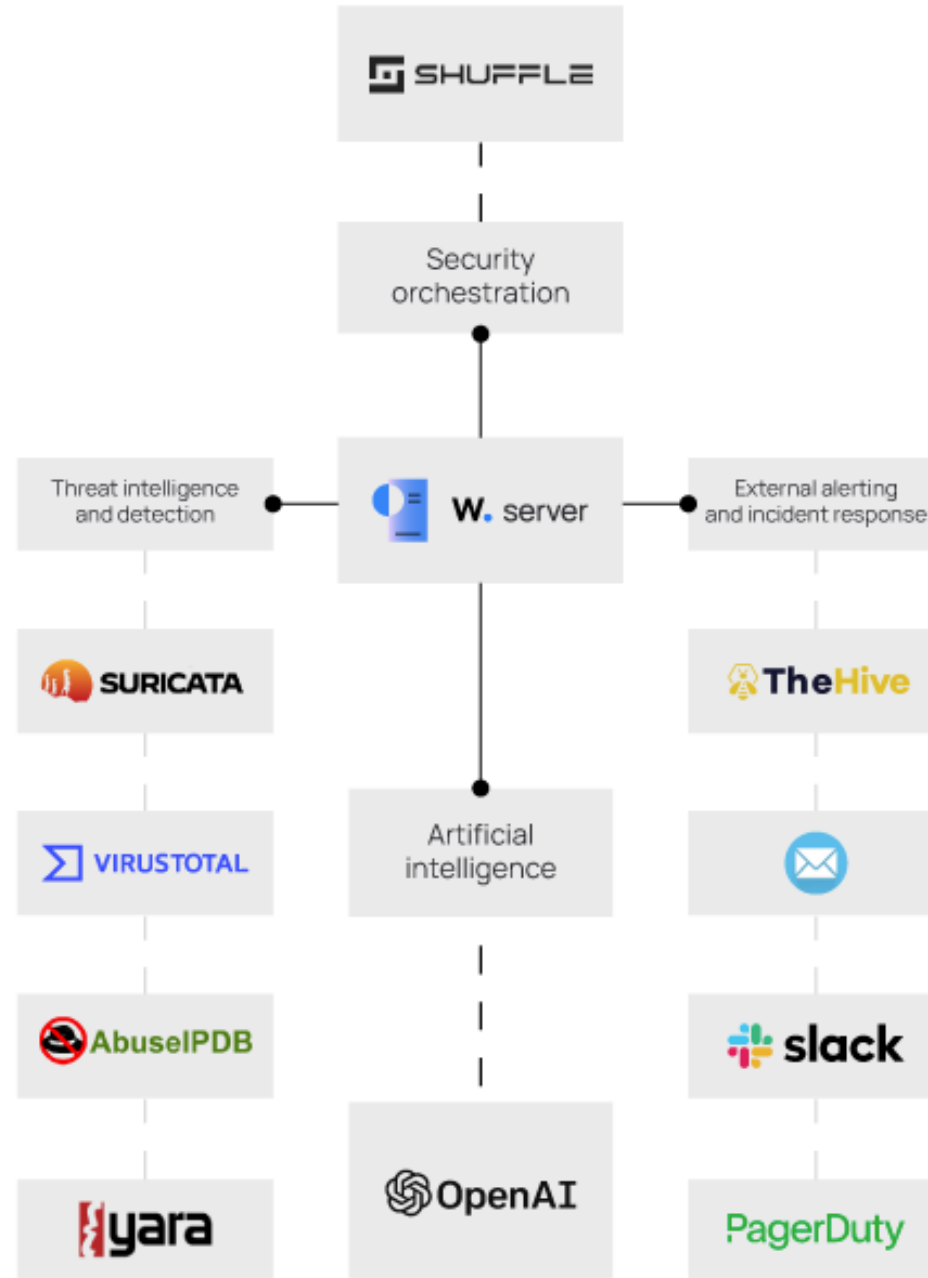 SHUFFLE
Security
orchestration
Threat intelligence
and detection
W. server
External alerting
and incident response
SURICATA
TheHive
VIRUSTOTAL
Artificial
intelligence
AbuseIPDB
slack
yara
OpenAI
PagerDuty